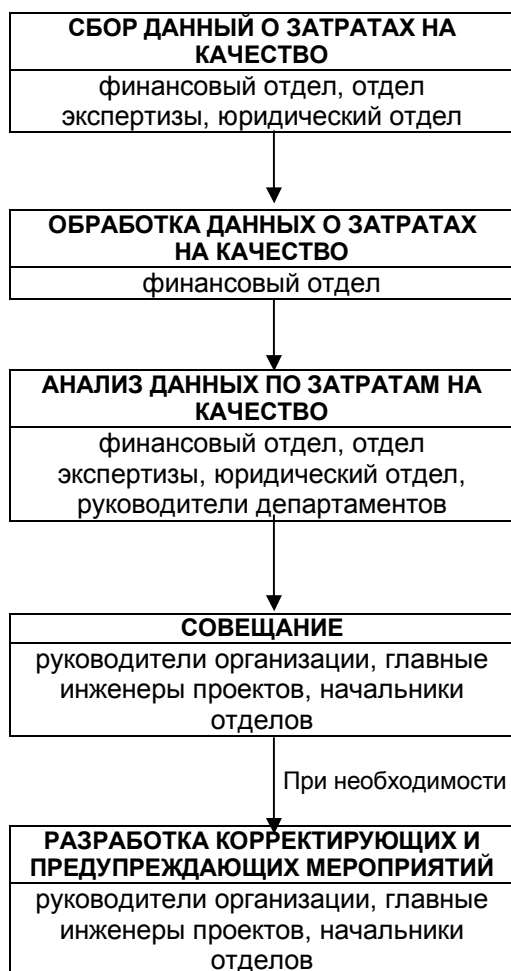 СБОР ДАННЫЙ О ЗАТРАТАХ НА
КАЧЕСТВО
финансовый отдел, отдел
экспертизы, юридический отдел
ОБРАБОТКА ДАННЫХ О ЗАТРАТАХ
НА КАЧЕСТВО
финансовый отдел
АНАЛИЗ ДАННЫХ ПО ЗАТРАТАМ НА
КАЧЕСТВО
финансовый отдел, отдел
экспертизы, юридический отдел,
руководители департаментов
СОВЕЩАНИЕ
руководители организации, главные
инженеры проектов, начальники
отделов
При необходимости
РАЗРАБОТКА КОРРЕКТИРУЮЩИХ И
ПРЕДУПРЕЖДАЮЩИХ МЕРОПРИЯТИЙ
руководители организации, главные
инженеры проектов, начальники
отделов